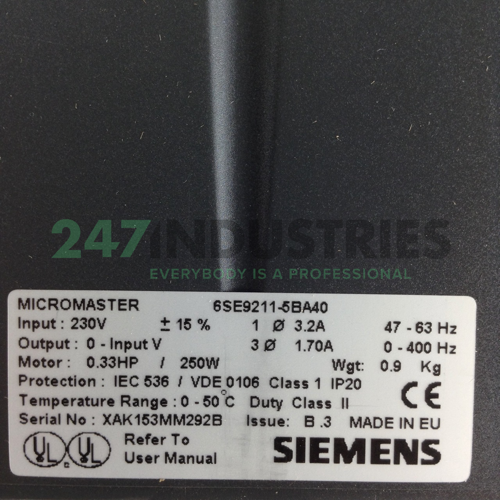 247INDUSTRIES
EVERYBODY IS A PROFESSIONAL
MICROMASTER 6SE9211-5BA40
Input : 230V ± 15 % 1 Ø 3.2A 47 - 63 Hz
Output : 0 - Input V 3 Ø 1.70A 0 - 400 Hz
Motor : 0.33HP / 250W Wgt: 0.9 Kg
Protection : IEC 536 / VDE 0106 Class 1 IP20
Temperature Range : 0 - 50°C Duty Class II CE
Serial No : XAK153MM292B Issue: B .3 MADE IN EU
UL UL Refer To User Manual SIEMENS